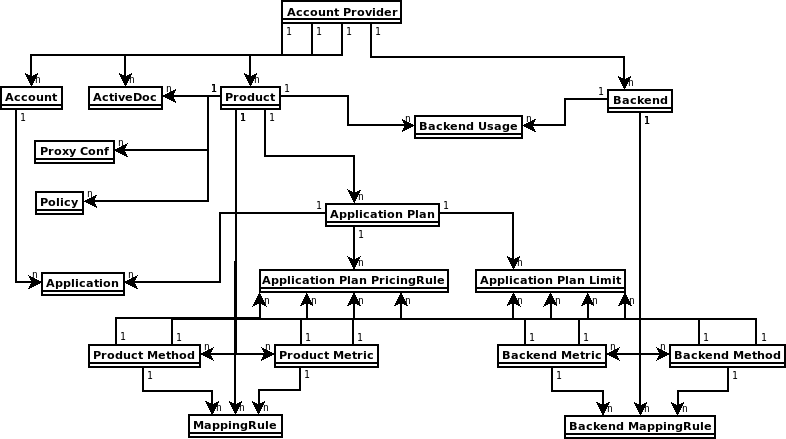 Account Provider
1 1 1 1
n n n n
Account
ActiveDoc
Product
Backend
1 n 1 1 1
1 1 1 1
n n
Backend Usage
Proxy Conf
n
Policy
n
n
1 Application Plan 1
1
n n
Application
n n
Application Plan PricingRule
Application Plan Limit
n n n n n n n n
1 1 1 1 1 1 1 1
Product Method
n n
Product Metric
Backend Metric
n n
Backend Method
1 1 1 1
n n n n n n
MappingRule
Backend MappingRule